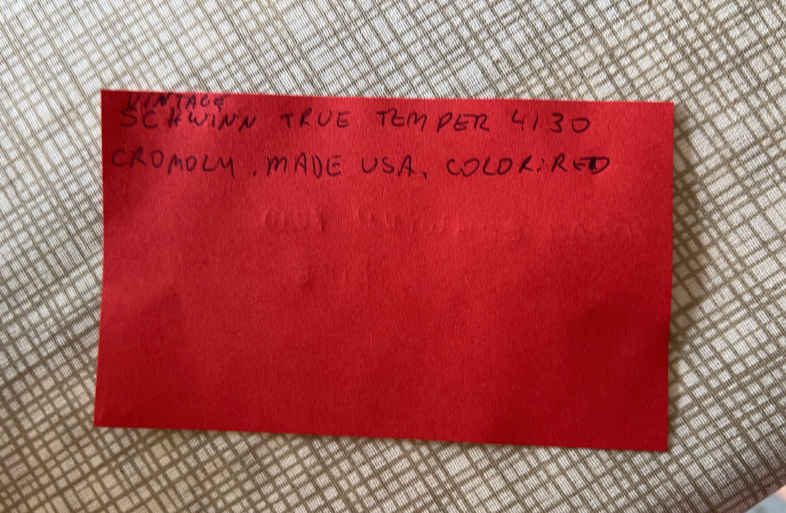 VINTAGE
SCHWINN TRUE TEMPER 4130
CROMOLY, MADE USA, COLOR:RED